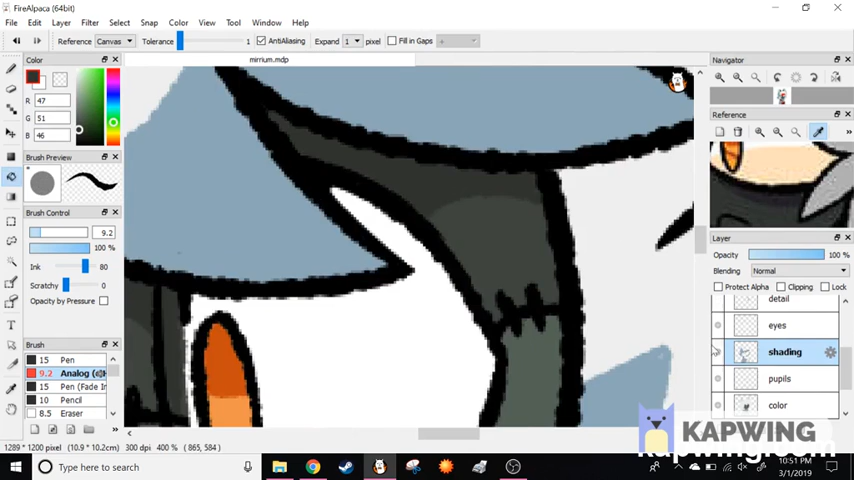 FireAlpaca (64bit)
File Edit Layer Filter Select Snap Color View Tool Window Help
Reference Canvas Tolerance 1 AntiAliasing Expand 1 pixel Fill in Gaps
mirrium.mdp
Color
R 47
G 51
B 46
Brush Preview
Brush Control
9.2
100 %
Ink 80
Scratchy 0
Opacity by Pressure
Brush
15 Pen
9.2 Analog
15 Pen (Fade In
10 Pencil
8.5 Eraser
Navigator
Reference
Layer
Opacity 100 %
Blending Normal
Protect Alpha Clipping Lock
detail
eyes
shading
pupils
color
1289 * 1200 pixel (10.9 * 10.2cm) 300 dpi 400 % (865, 584)
KAPWING
Type here to search
10:51 PM
3/1/2019